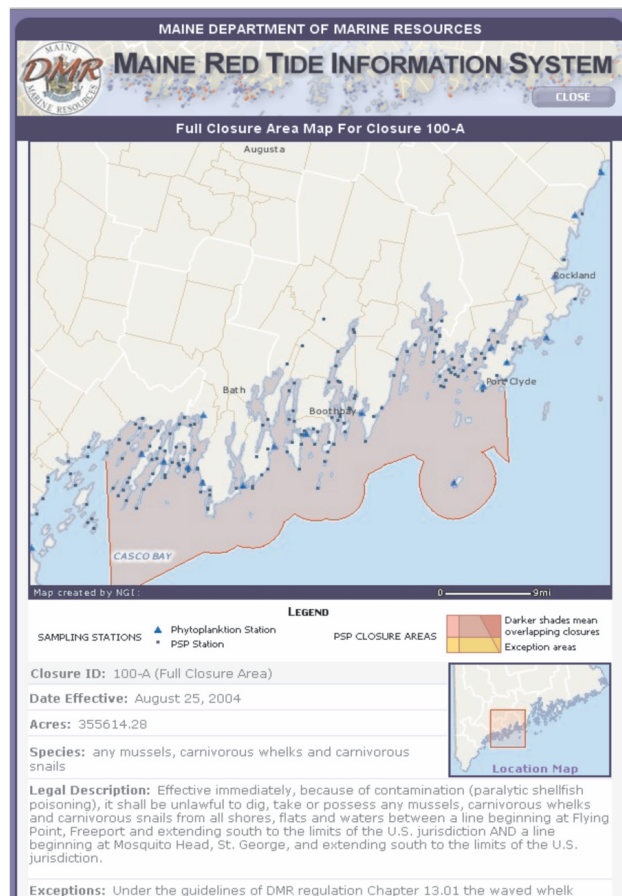 MAINE DEPARTMENT OF MARINE RESOURCES
MAINE
DMR
MARINE RESOURCES
MAINE RED TIDE INFORMATION SYSTEM
CLOSE
Full Closure Area Map For Closure 100-A
Augusta
Rockland
Bath
Port Clyde
Boothbay
CASCO BAY
Map created by NGI:
0 9mi
LEGEND
SAMPLING STATIONS
Phytoplanktion Station
PSP Station
PSP CLOSURE AREAS
Darker shades mean
overlapping closures
Exception areas
Closure ID: 100-A (Full Closure Area)
Date Effective: August 25, 2004
Acres: 355614.28
Species: any mussels, carnivorous whelks and carnivorous
snails
Location Map
Legal Description: Effective immediately, because of contamination (paralytic shellfish
poisoning), it shall be unlawful to dig, take or possess any mussels, carnivorous whelks
and carnivorous snails from all shores, flats and waters between a line beginning at Flying
Point, Freeport and extending south to the limits of the U.S. jurisdiction AND a line
beginning at Mosquito Head, St. George, and extending south to the limits of the U.S.
jurisdiction.
Exceptions: Under the guidelines of DMR regulation Chapter 13.01 the waved whelk